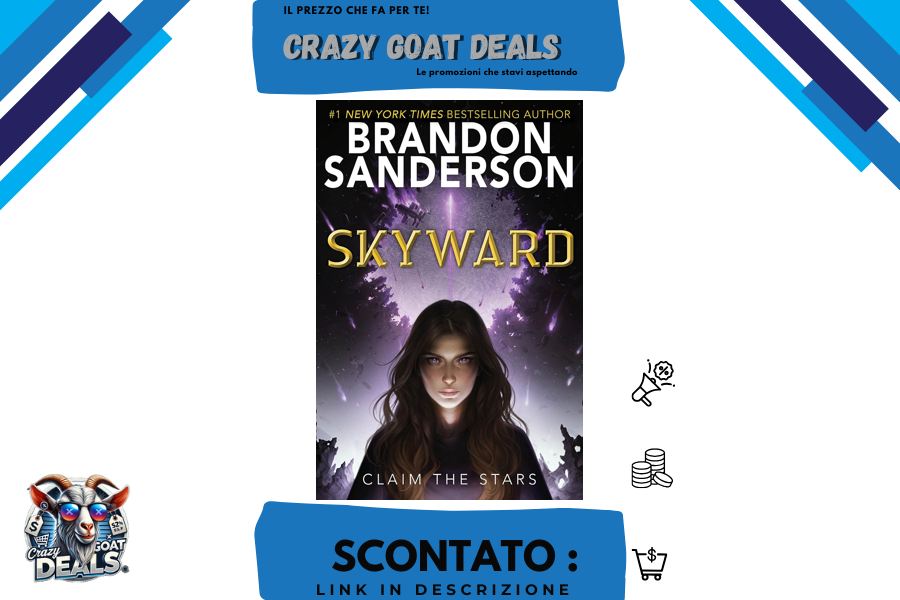 IL PREZZO CHE FA PER TE!
CRAZY GOAT DEALS
Le promozioni che stavi aspettando
#1 NEW YORK TIMES BESTSELLING AUTHOR
BRANDON
SANDERSON
SKYWARD
CLAIM THE STARS
%
$
$
Crazy GOAT
DEALS
SCONTATO :
LINK IN DESCRIZIONE